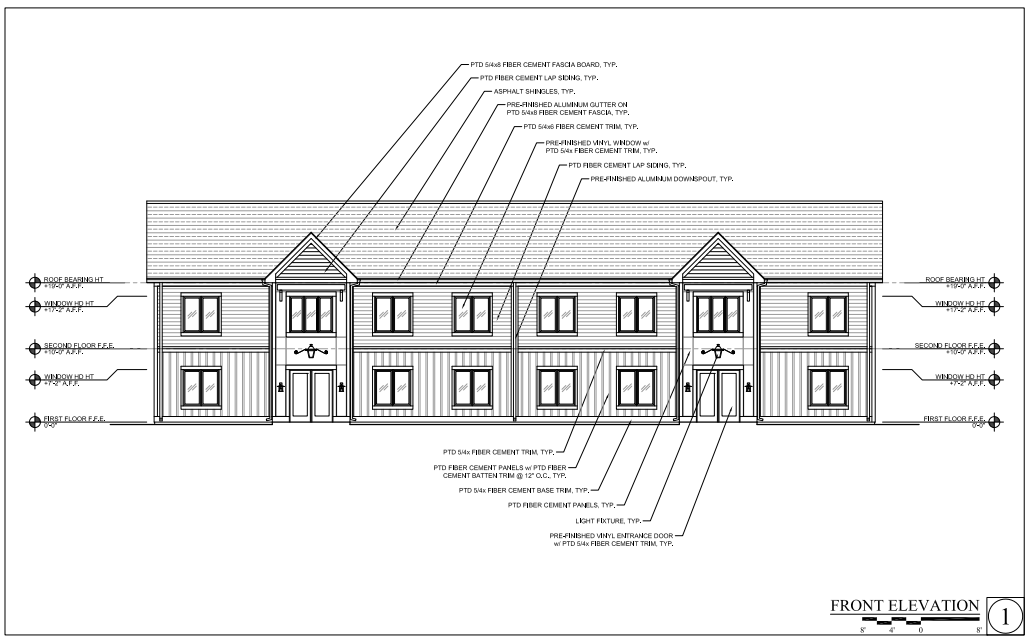 PTD 5/4x8 FIBER CEMENT FASCIA BOARD, TYP.
PTD FIBER CEMENT LAP SIDING, TYP.
ASPHALT SHINGLES, TYP.
PRE-FINISHED ALUMINUM GUTTER ON
PTD 5/4x8 FIBER CEMENT FASCIA, TYP.
PTD 5/4x6 FIBER CEMENT TRIM, TYP.
PRE-FINISHED VINYL WINDOW w/
PTD 5/4x FIBER CEMENT TRIM, TYP.
PTD FIBER CEMENT LAP SIDING, TYP.
PRE-FINISHED ALUMINUM DOWNSPOUT, TYP.
ROOF BEARING HT
+19'-0" A.F.F.
WINDOW HD HT
+17'-2" A.F.F.
SECOND FLOOR F.F.E.
+10'-0" A.F.F.
WINDOW HD HT
+7'-2" A.F.F.
FIRST FLOOR F.F.E.
0'-0"
ROOF BEARING HT
+19'-0" A.F.F.
WINDOW HD HT
+17'-2" A.F.F.
SECOND FLOOR F.F.E.
+10'-0" A.F.F.
WINDOW HD HT
+7'-2" A.F.F.
FIRST FLOOR F.F.E.
0'-0"
PTD 5/4x FIBER CEMENT TRIM, TYP.
PTD FIBER CEMENT PANELS w/ PTD FIBER
CEMENT BATTEN TRIM @ 12" O.C., TYP.
PTD 5/4x FIBER CEMENT BASE TRIM, TYP.
PTD FIBER CEMENT PANELS, TYP.
LIGHT FIXTURE, TYP.
PRE-FINISHED VINYL ENTRANCE DOOR
w/ PTD 5/4x FIBER CEMENT TRIM, TYP.
FRONT ELEVATION 1
8' 4' 0 8'